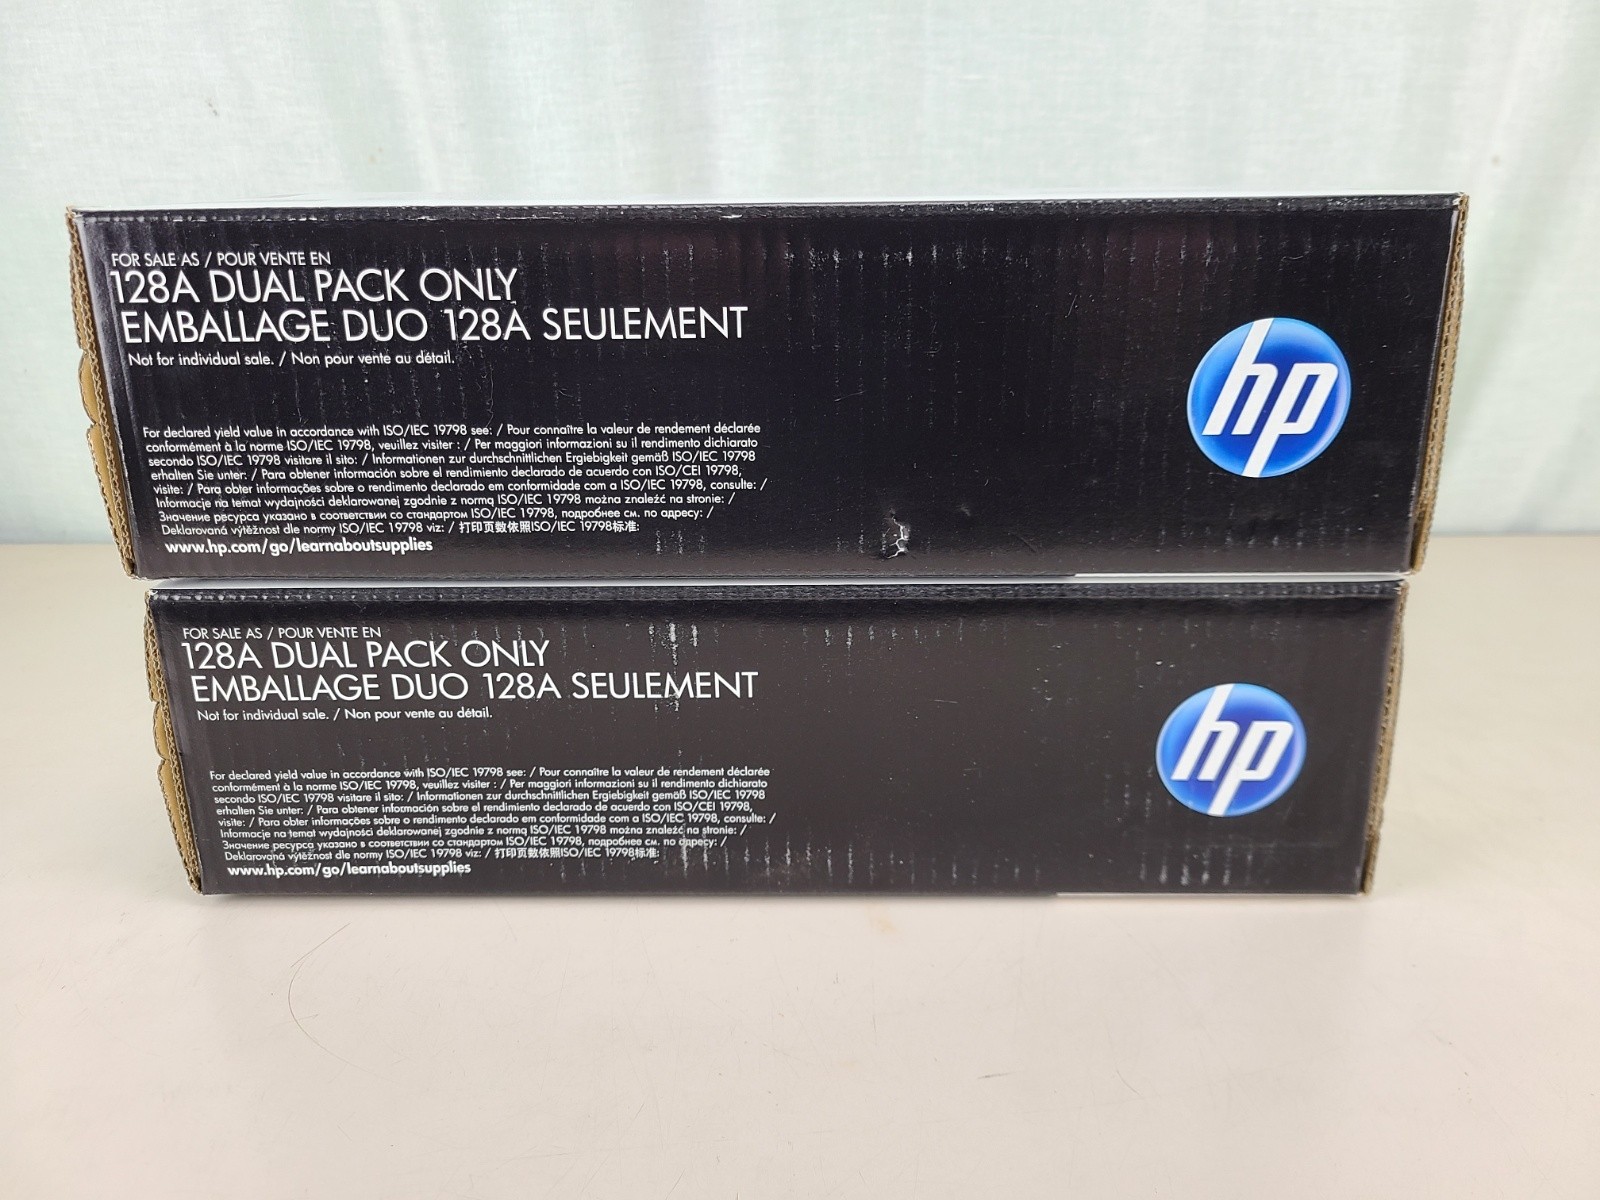 FOR SALE AS / POUR VENTE EN
128A DUAL PACK ONLY
EMBALLAGE DUO 128A SEULEMENT
Not for individual sale. / Non pour vente au détail.
For declared yield value in accordance with ISO/IEC 19798 see: / Pour connaître la valeur de rendement déclarée
conformément à la norme ISO/IEC 19798, veuillez visiter : / Per maggiori informazioni su il rendimento dichiarato
secondo ISO/IEC 19798 visitare il sito: / Informationen zur durchschnittlichen Ergiebigkeit gemäß ISO/IEC 19798
erhalten Sie unter: / Para obtener información sobre el rendimiento declarado de acuerdo con ISO/CEI 19798,
visite: / Para obter informações sobre o rendimento declarado em conformidade com a ISO/IEC 19798, consulte: /
Informacje na temat wydajności deklarowanej zgodnie z normą ISO/IEC 19798 można znaleźć na stronie: /
Значение ресурса указано в соответствии со стандартом ISO/IEC 19798, подробнее см. по адресу: /
Deklarovaná výtěžnost dle normy ISO/IEC 19798 viz: / 打印页数依照ISO/IEC 19798标准:
www.hp.com/go/learnaboutsupplies
hp
FOR SALE AS / POUR VENTE EN
128A DUAL PACK ONLY
EMBALLAGE DUO 128A SEULEMENT
Not for individual sale. / Non pour vente au détail.
For declared yield value in accordance with ISO/IEC 19798 see: / Pour connaître la valeur de rendement déclarée
conformément à la norme ISO/IEC 19798, veuillez visiter : / Per maggiori informazioni su il rendimento dichiarato
secondo ISO/IEC 19798 visitare il sito: / Informationen zur durchschnittlichen Ergiebigkeit gemäß ISO/IEC 19798
erhalten Sie unter: / Para obtener información sobre el rendimiento declarado de acuerdo con ISO/CEI 19798,
visite: / Para obter informações sobre o rendimento declarado em conformidade com a ISO/IEC 19798, consulte: /
Informacje na temat wydajności deklarowanej zgodnie z normą ISO/IEC 19798 można znaleźć na stronie: /
Значение ресурса указано в соответствии со стандартом ISO/IEC 19798, подробнее см. по адресу: /
Deklarovaná výtěžnost dle normy ISO/IEC 19798 viz: / 打印页数依照ISO/IEC 19798标准:
www.hp.com/go/learnaboutsupplies
hp